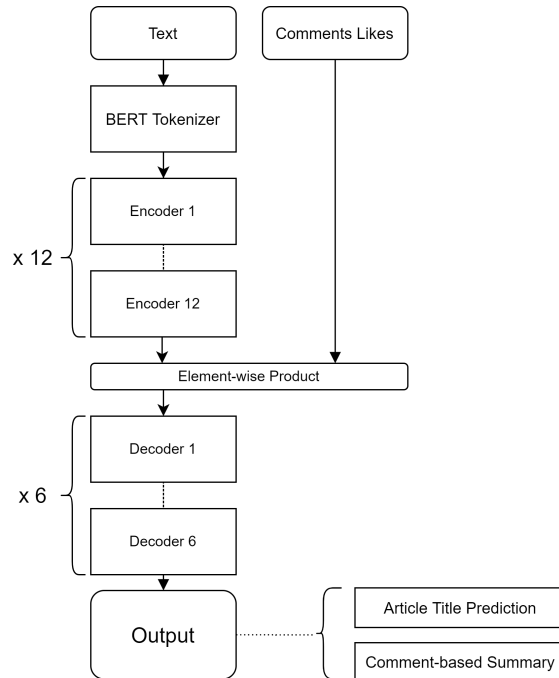 Text
Comments Likes
BERT Tokenizer
Encoder 1
x 12
Encoder 12
Element-wise Product
Decoder 1
x 6
Decoder 6
Article Title Prediction
Output
Comment-based Summary